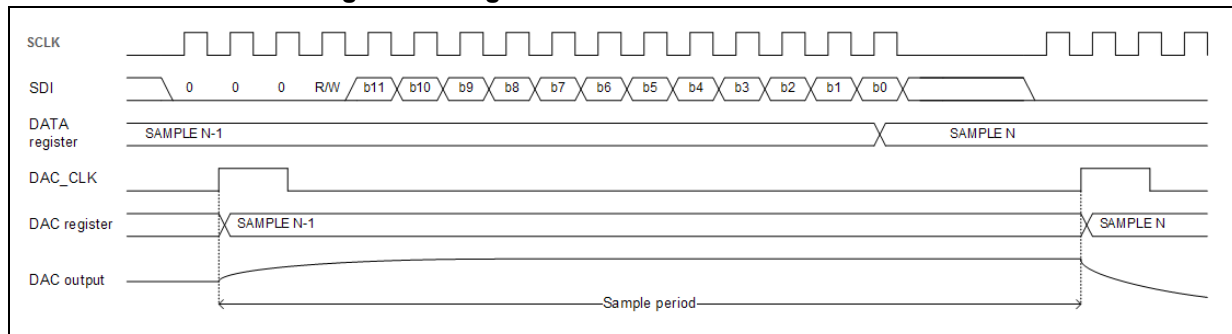 SCLK
SDI 0 0 0 R/W b11 b10 b9 b8 b7 b6 b5 b4 b3 b2 b1 b0
DATA
register
SAMPLE N-1 SAMPLE N
DAC_CLK
DAC register SAMPLE N-1 SAMPLE N
DAC output
Sample period